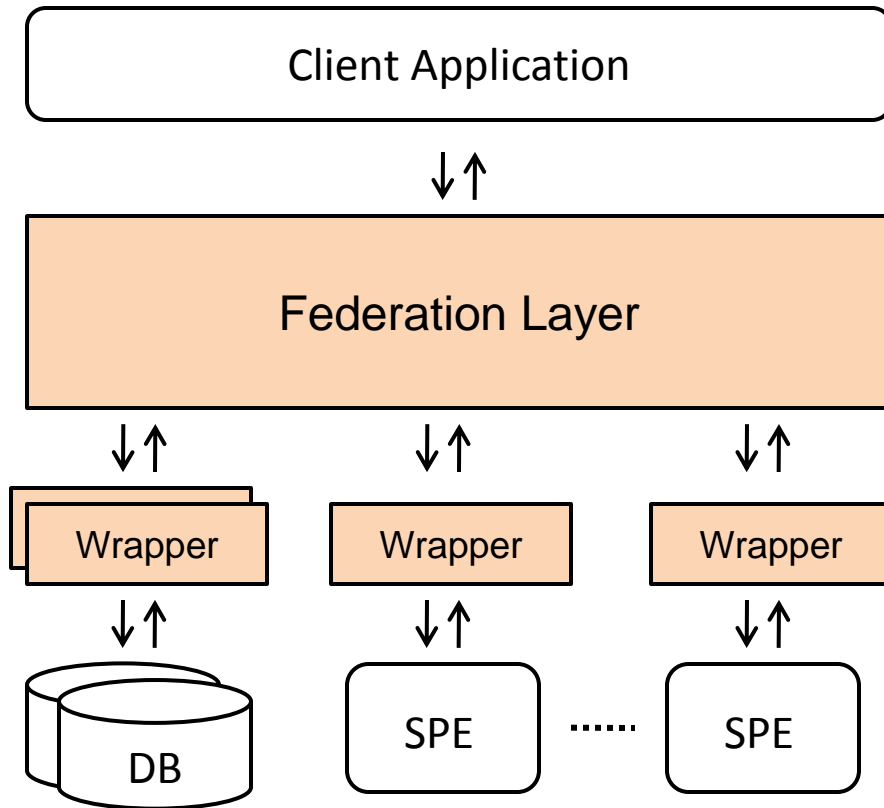 Client Application
Federation Layer
Wrapper
Wrapper
Wrapper
DB
SPE
SPE